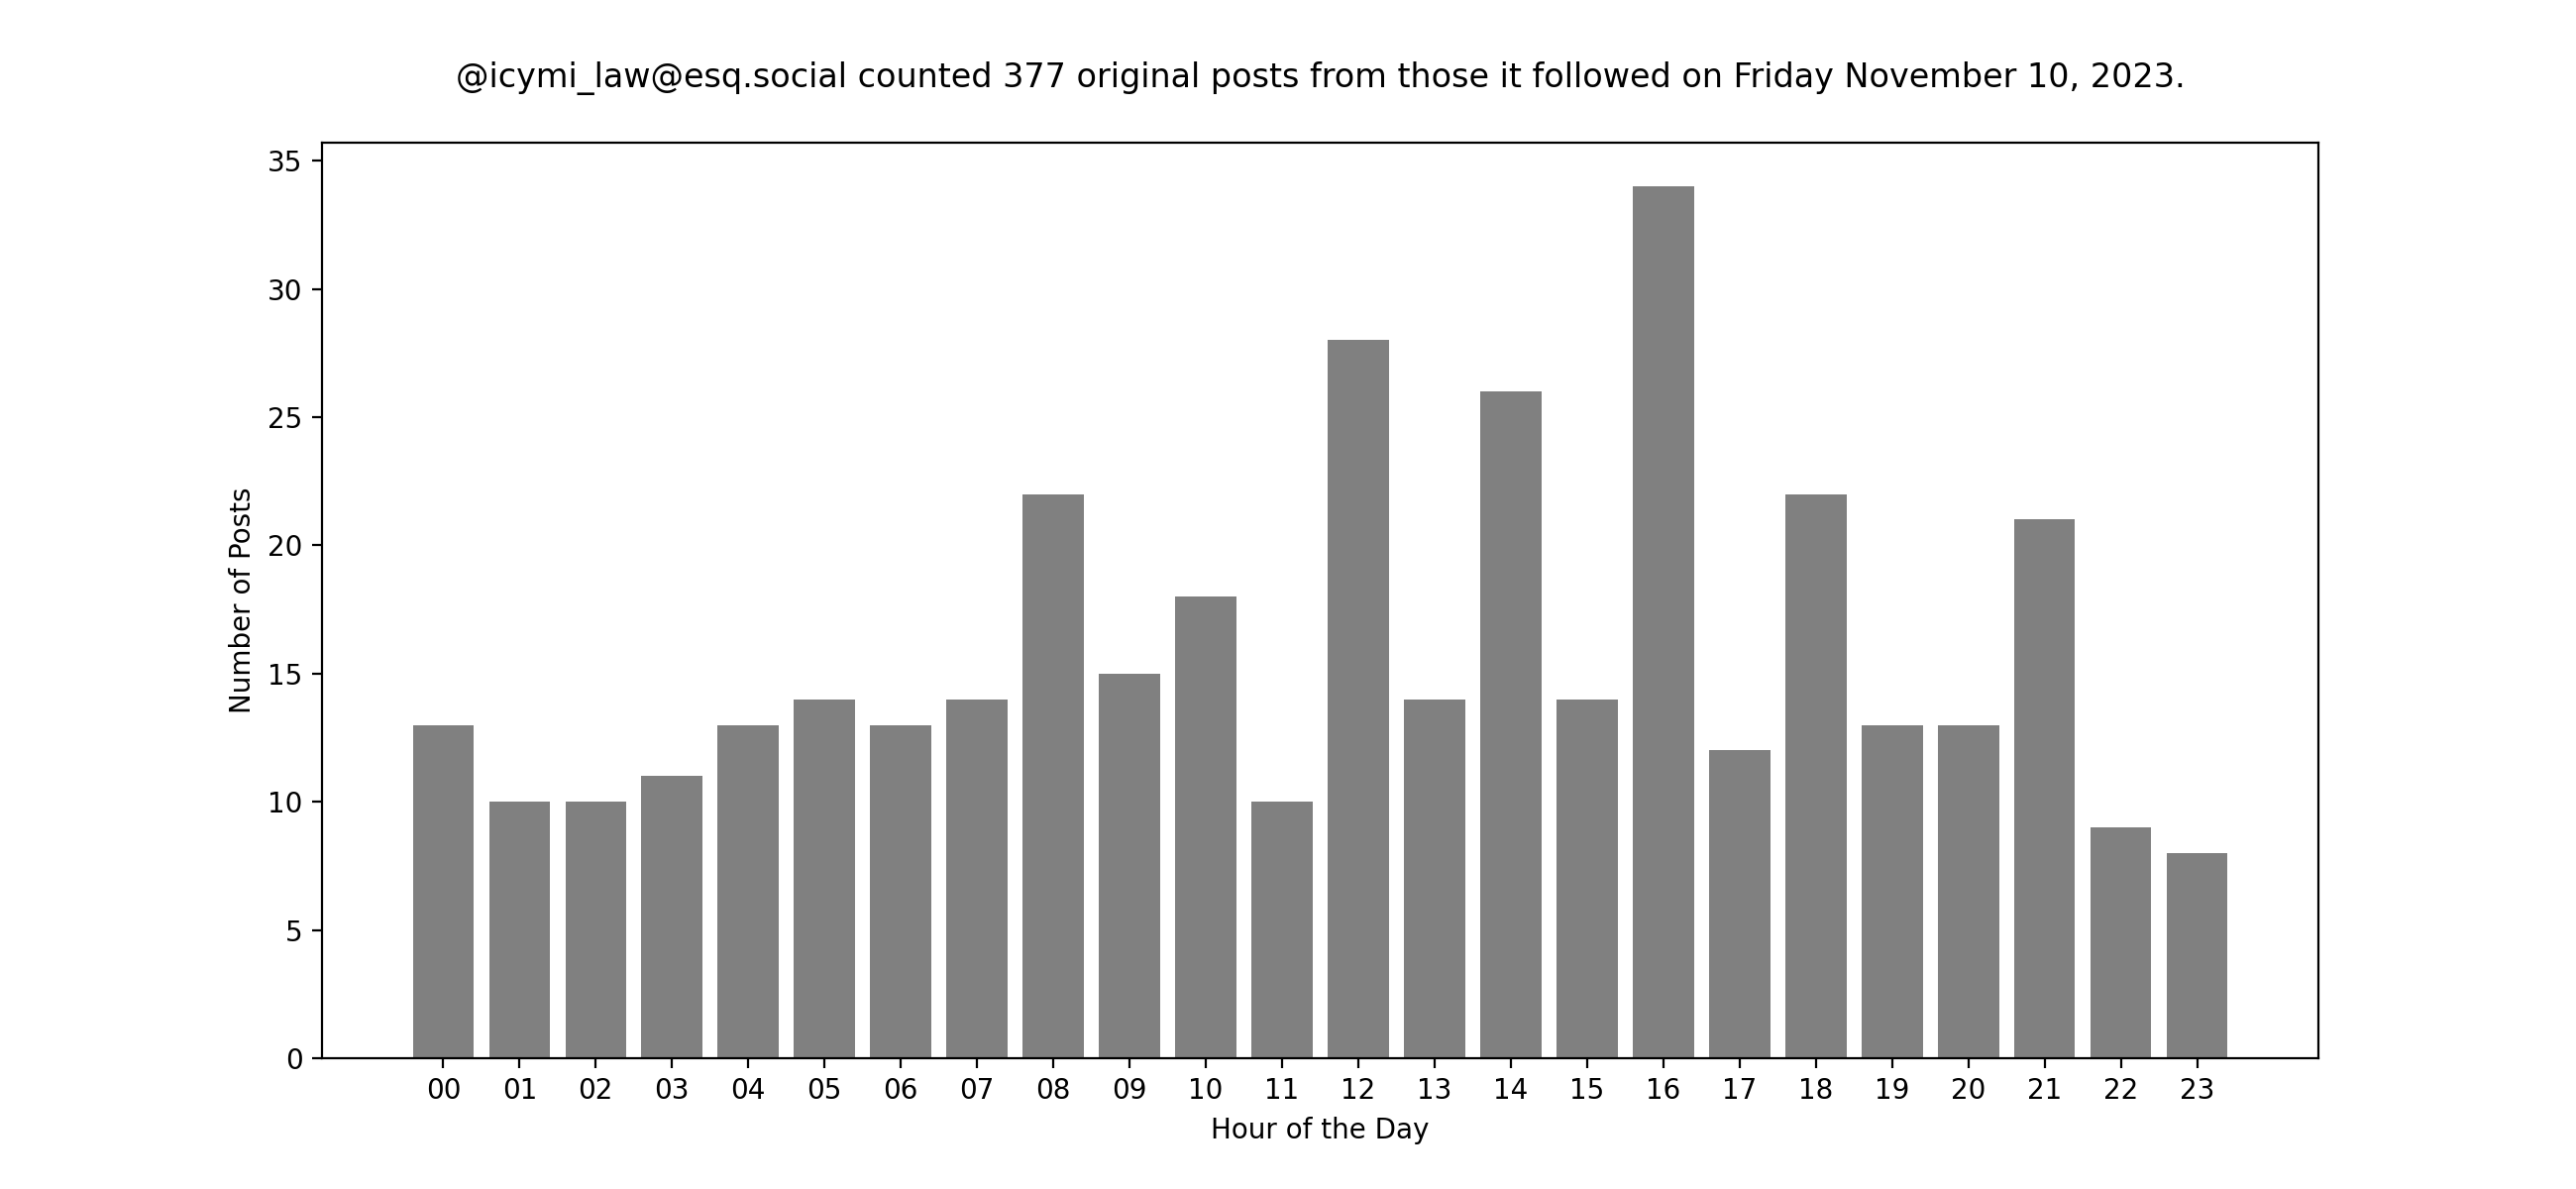 @icymi_law@esq.social counted 377 original posts from those it followed on Friday November 10, 2023.
35
30
25
20
15
10
5
0
Number of Posts
00 01 02 03 04 05 06 07 08 09 10 11 12 13 14 15 16 17 18 19 20 21 22 23
Hour of the Day